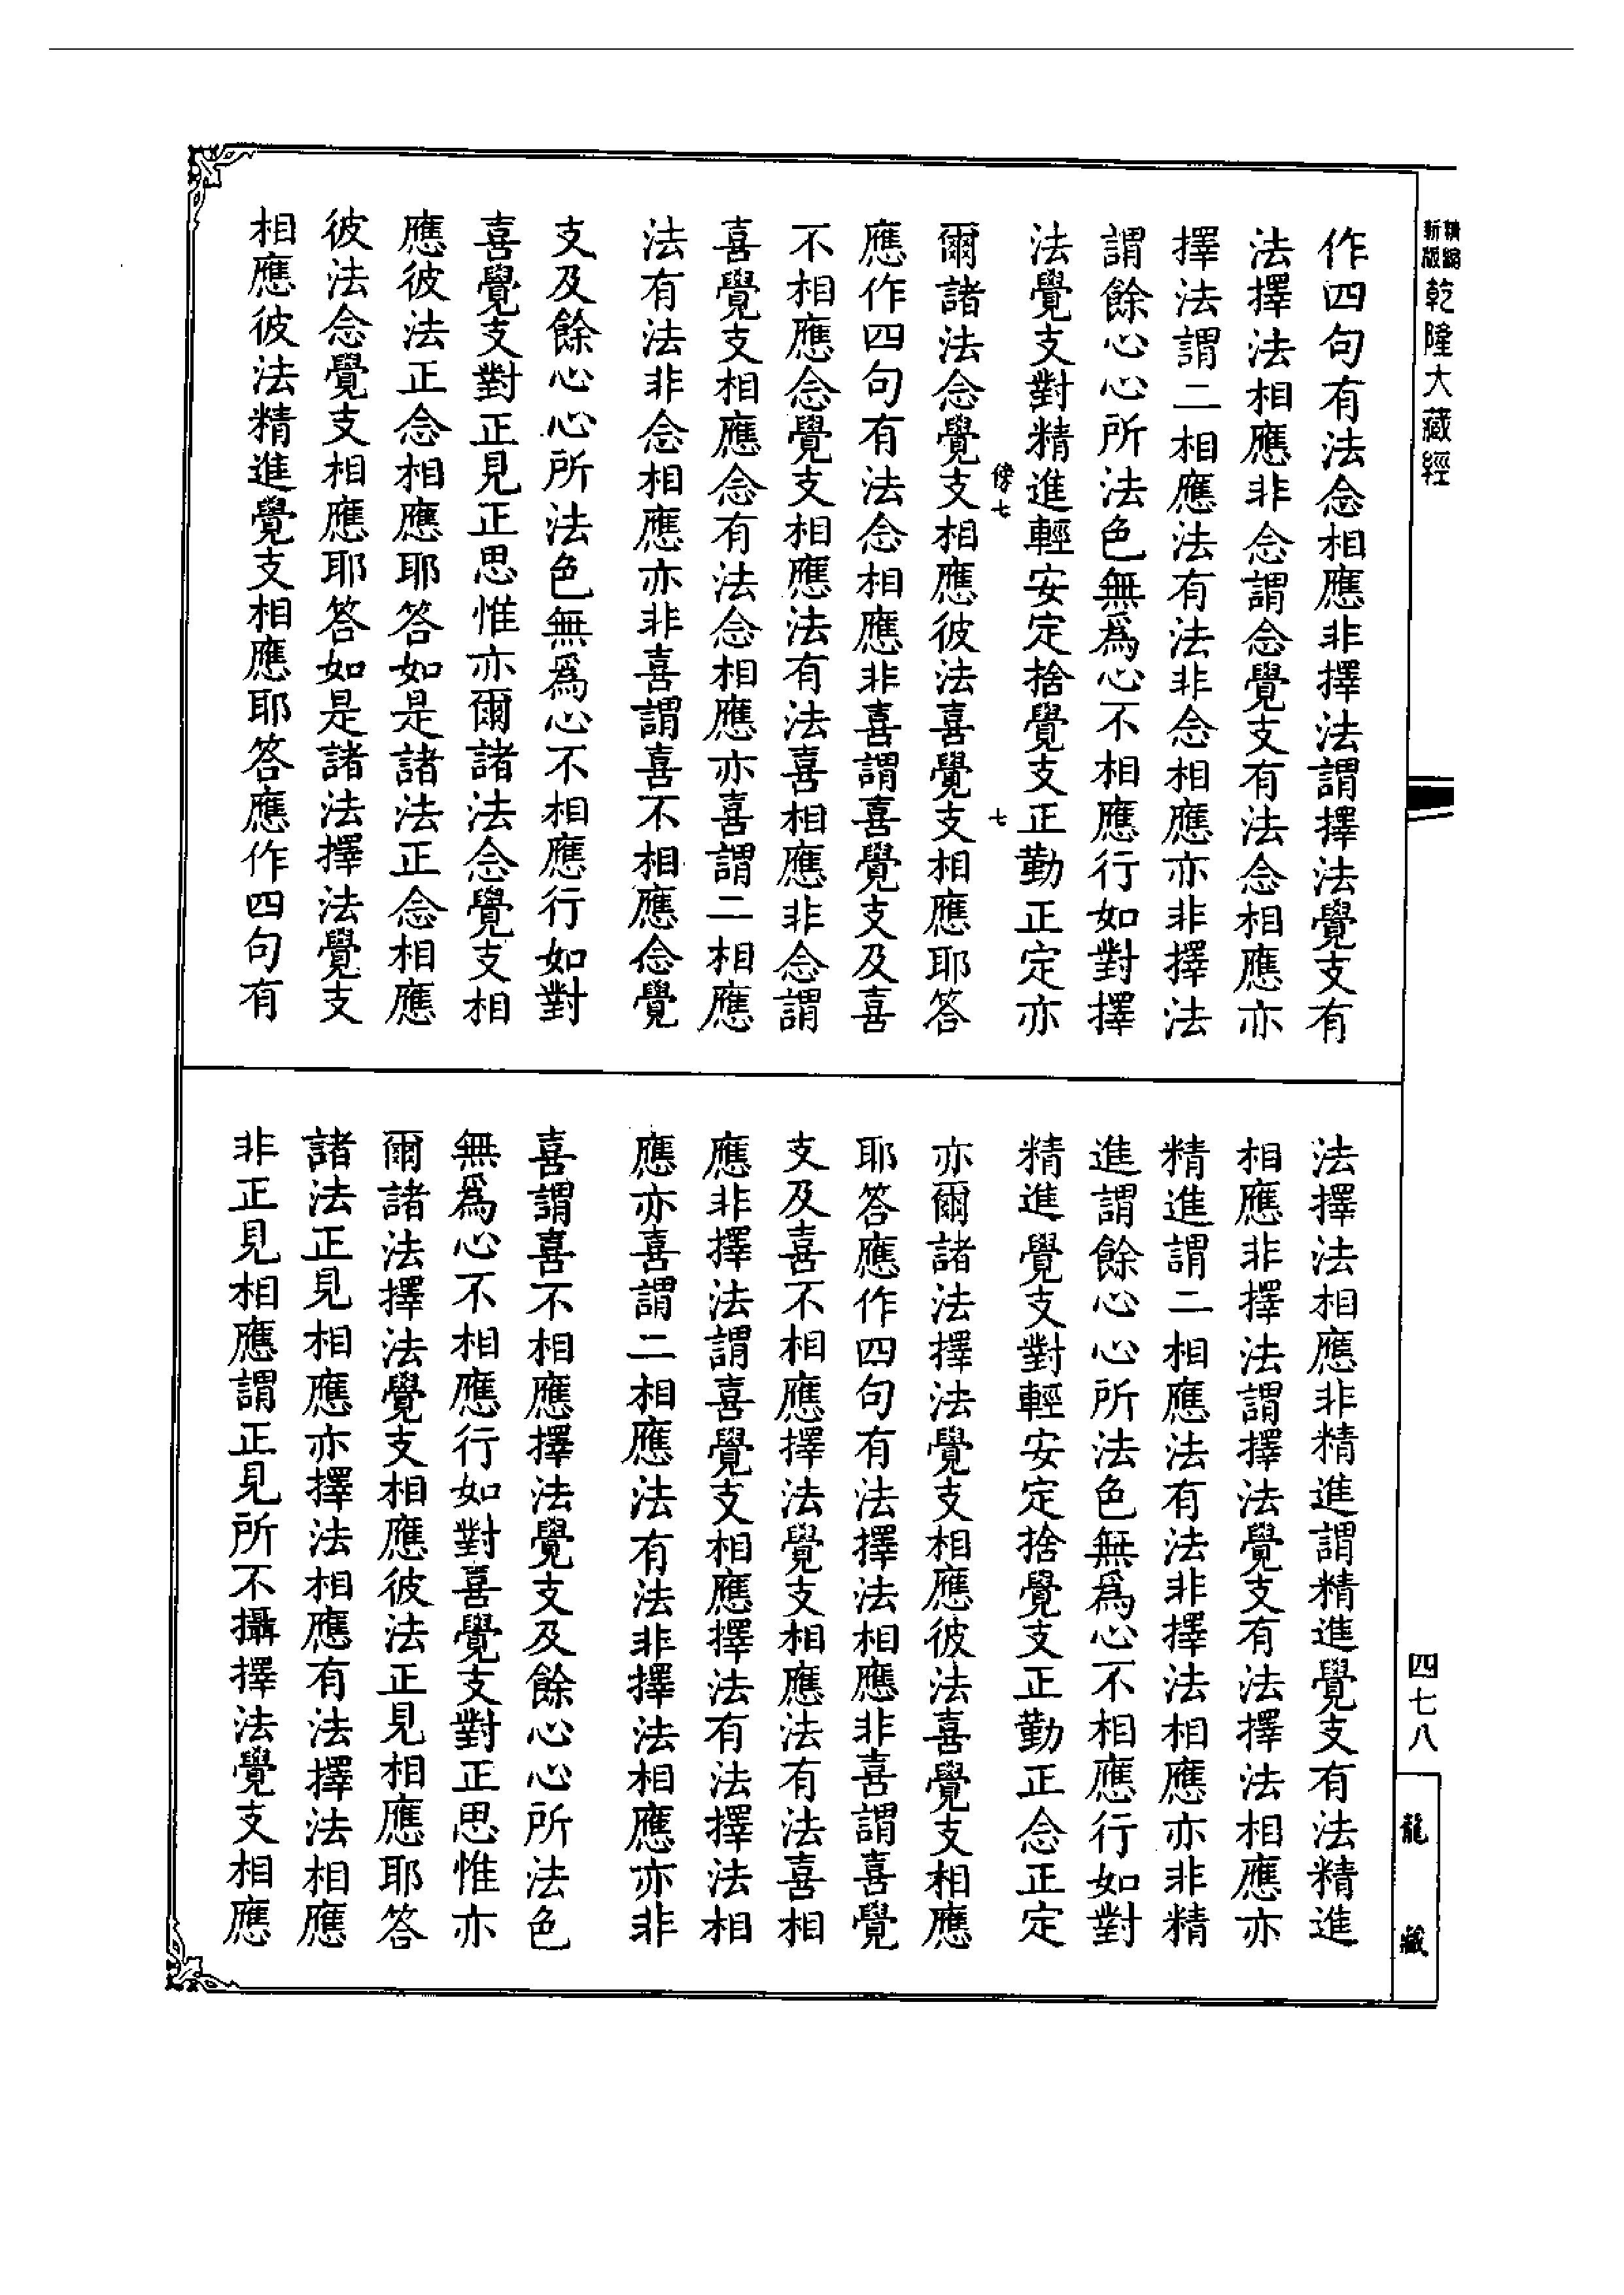 精編
新版
乾隆大藏經
作四句有法念相應非擇法謂擇法覺支有
法擇法相應非念謂念覺支有法念相應亦
擇法謂二相應法有法非念相應亦非擇法
謂餘心心所法色無為心不相應行如對擇
法覺支對精進輕安定捨覺支正勤正定亦
傍七
七
爾諸法念覺支相應彼法喜覺支相應耶答
應作四句有法念相應非喜謂喜覺支及喜
不相應念覺支相應法有法喜相應非念謂
喜覺支相應念有法念相應亦喜謂二相應
法有法非念相應亦非喜謂喜不相應念覺
支及餘心心所法色無爲心不相應行如對
喜覺支對正見正思惟亦爾諸法念覺支相
應彼法正念相應耶答如是諸法正念相應
彼法念覺支相應耶答如是諸法擇法覺支
相應彼法精進覺支相應耶答應作四句有
法擇法相應非精進謂精進覺支有法精進
相應非擇法謂擇法覺支有法擇法相應亦
精進謂二相應法有法非擇法相應亦非精
進謂餘心心所法色無爲心不相應行如對
精進覺支對輕安定捨覺支正勤正念正定
亦爾諸法擇法覺支相應彼法喜覺支相應
耶答應作四句有法擇法相應非喜謂喜覺
支及喜不相應擇法覺支相應法有法喜相
應非擇法謂喜覺支相應擇法有法擇法相
應亦喜謂二相應法有法非擇法相應亦非
喜謂喜不相應擇法覺支及餘心心所法色
無爲心不相應行如對喜覺支對正思惟亦
爾諸法擇法覺支相應彼法正見相應耶答
諸法正見相應亦擇法相應有法擇法相應
非正見相應謂正見所不攝擇法覺支相應
四七八
龍藏